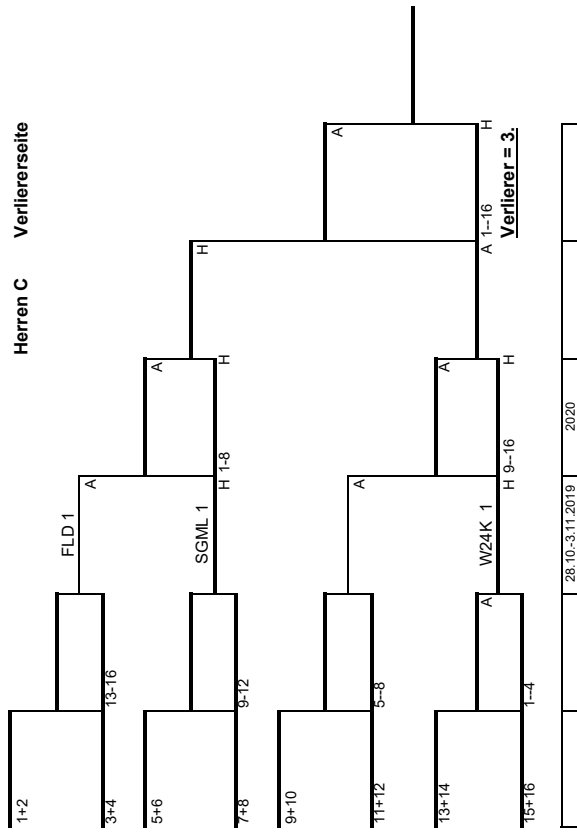 Herren C Verliererseite
1+2
13-16
3+4
FLD 1
A
A
5+6
9-12
7+8
SGML 1
H 1-8
H
H
A
9+10
5--8
11+12
A
A
13+14
A
1--4
15+16
W24K 1
H 9--16
H
A 1--16
H
Verlierer = 3.
28.10.-3.11.2019
2020